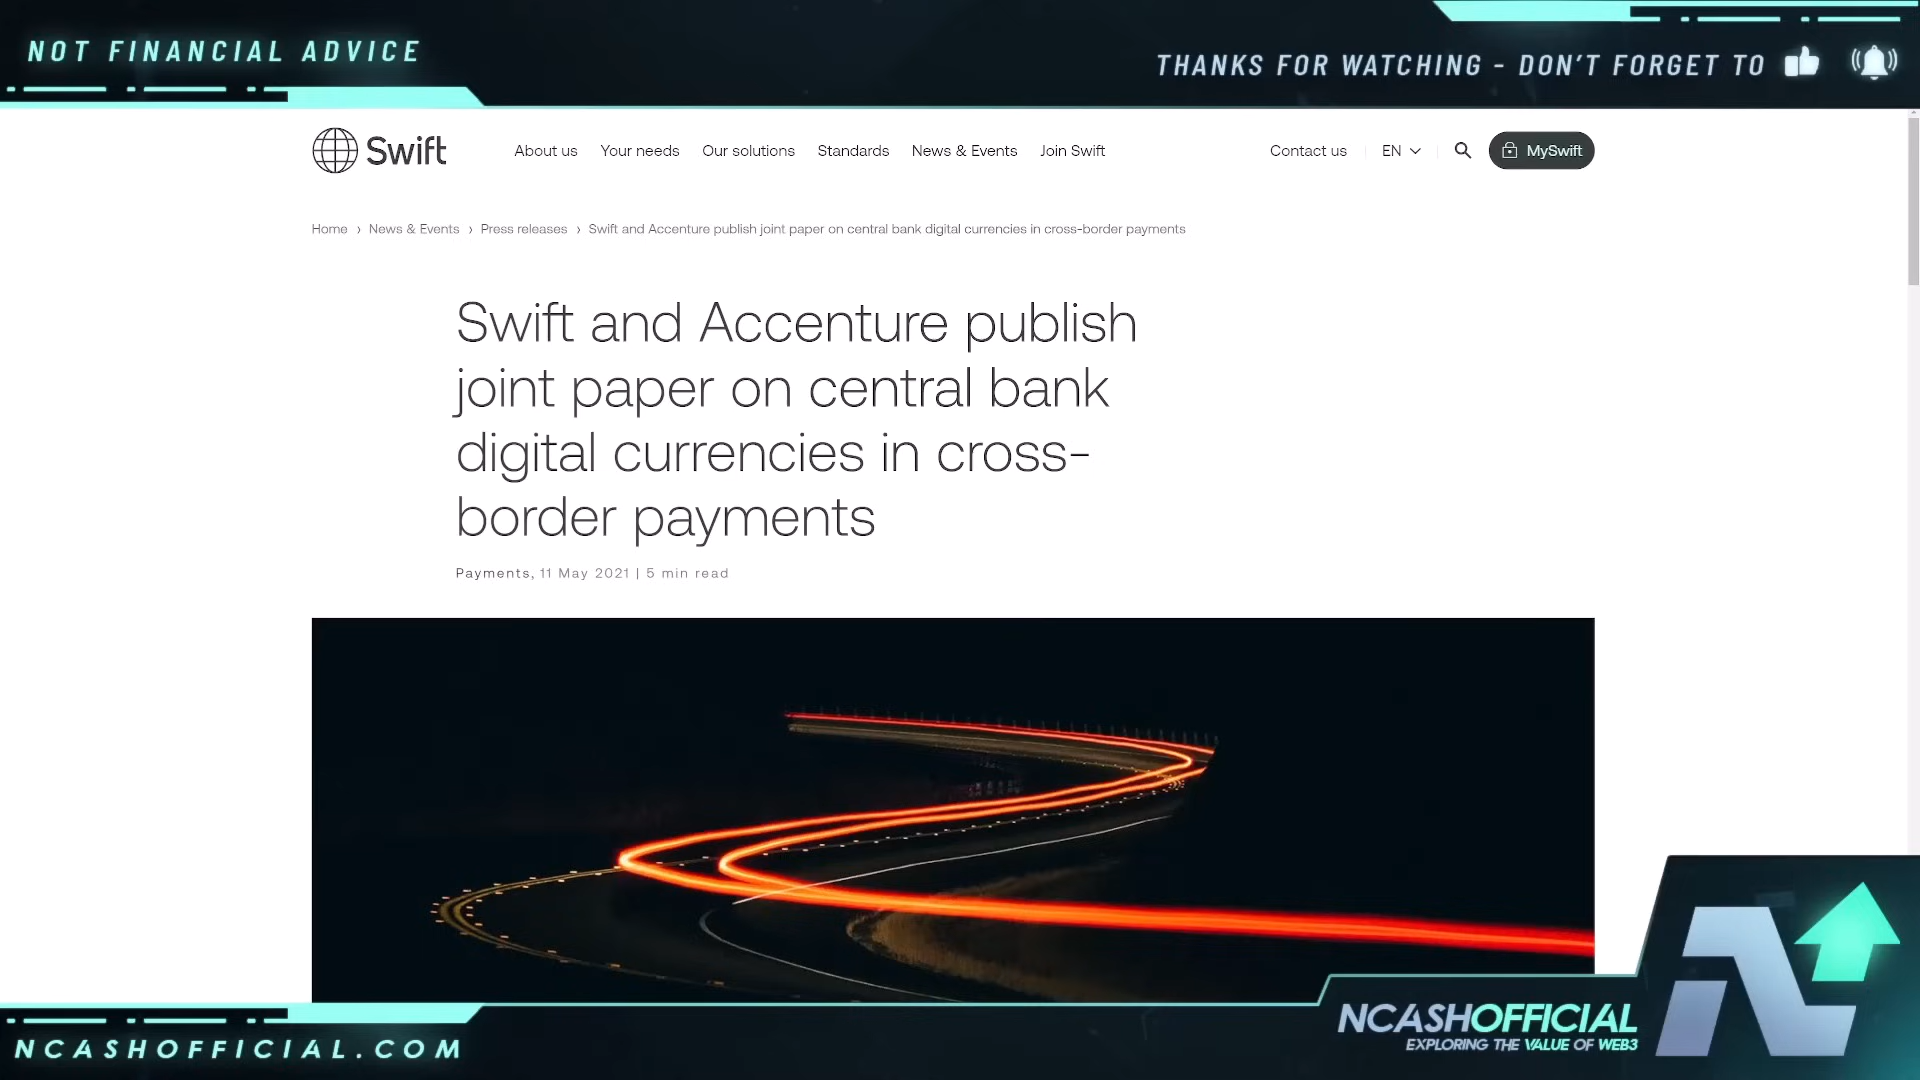 NOT FINANCIAL ADVICE
THANKS FOR WATCHING - DON'T FORGET TO
Swift
About us
Your needs
Our solutions
Standards
News & Events
Join Swift
Contact us
EN
MySwift
Home › News & Events › Press releases › Swift and Accenture publish joint paper on central bank digital currencies in cross-border payments
Swift and Accenture publish
joint paper on central bank
digital currencies in cross-
border payments
Payments, 11 May 2021 | 5 min read
NCASHOFFICIAL.COM
NCASHOFFICIAL
EXPLORING THE VALUE OF WEB3